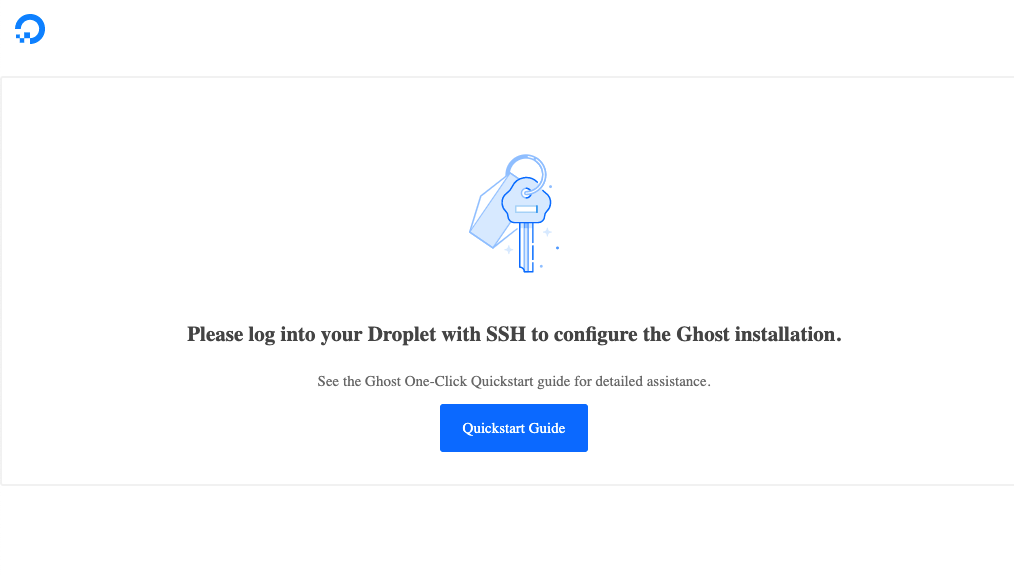 Please log into your Droplet with SSH to configure the Ghost installation.
See the Ghost One-Click Quickstart guide for detailed assistance.
Quickstart Guide